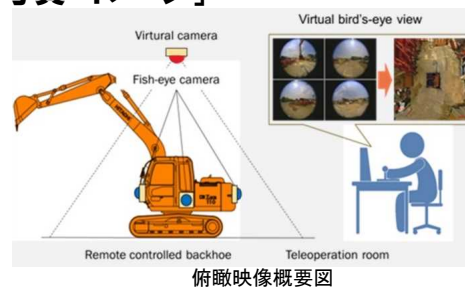 Virtual bird's-eye view
Virtural camera
Fish-eye camera
Remote controlled backhoe
Teleoperation room
俯瞰映像概要図